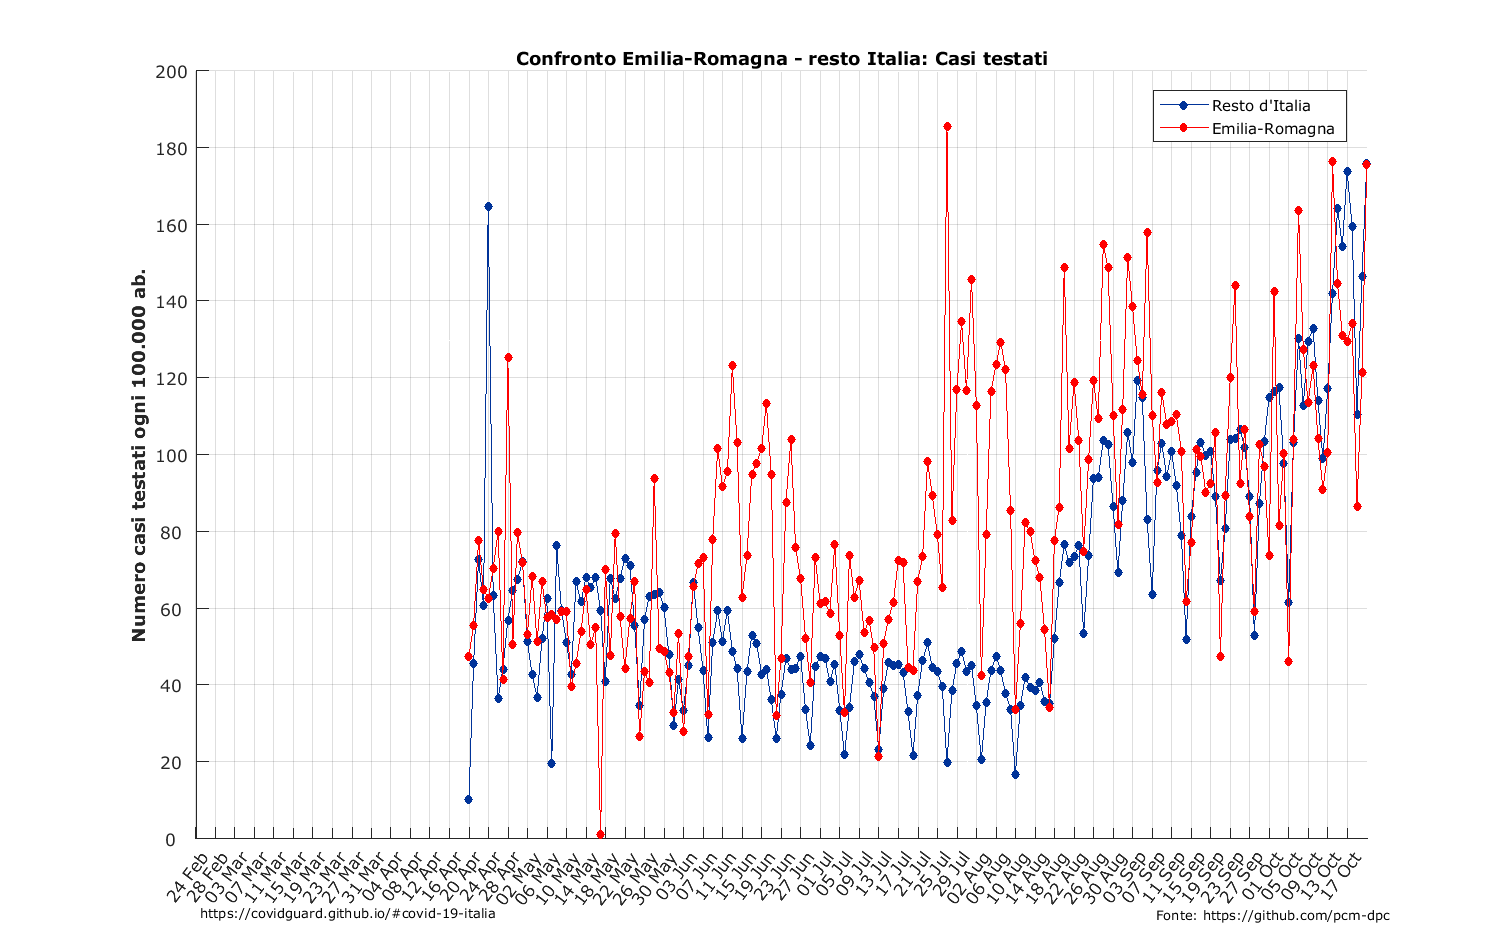 Confronto Emilia-Romagna - resto Italia: Casi testati
Resto d'Italia
Emilia-Romagna
Numero casi testati ogni 100.000 ab.
200
180
160
140
120
100
80
60
40
20
0
24 Feb
28 Feb
03 Mar
07 Mar
11 Mar
15 Mar
19 Mar
23 Mar
27 Mar
31 Mar
04 Apr
08 Apr
12 Apr
16 Apr
20 Apr
24 Apr
28 Apr
02 May
06 May
10 May
14 May
18 May
22 May
26 May
30 May
03 Jun
07 Jun
11 Jun
15 Jun
19 Jun
23 Jun
27 Jun
01 Jul
05 Jul
09 Jul
13 Jul
17 Jul
21 Jul
25 Jul
29 Jul
02 Aug
06 Aug
10 Aug
14 Aug
18 Aug
22 Aug
26 Aug
30 Aug
03 Sep
07 Sep
11 Sep
15 Sep
19 Sep
23 Sep
27 Sep
01 Oct
05 Oct
09 Oct
13 Oct
17 Oct
https://covidguard.github.io/#covid-19-italia
Fonte: https://github.com/pcm-dpc